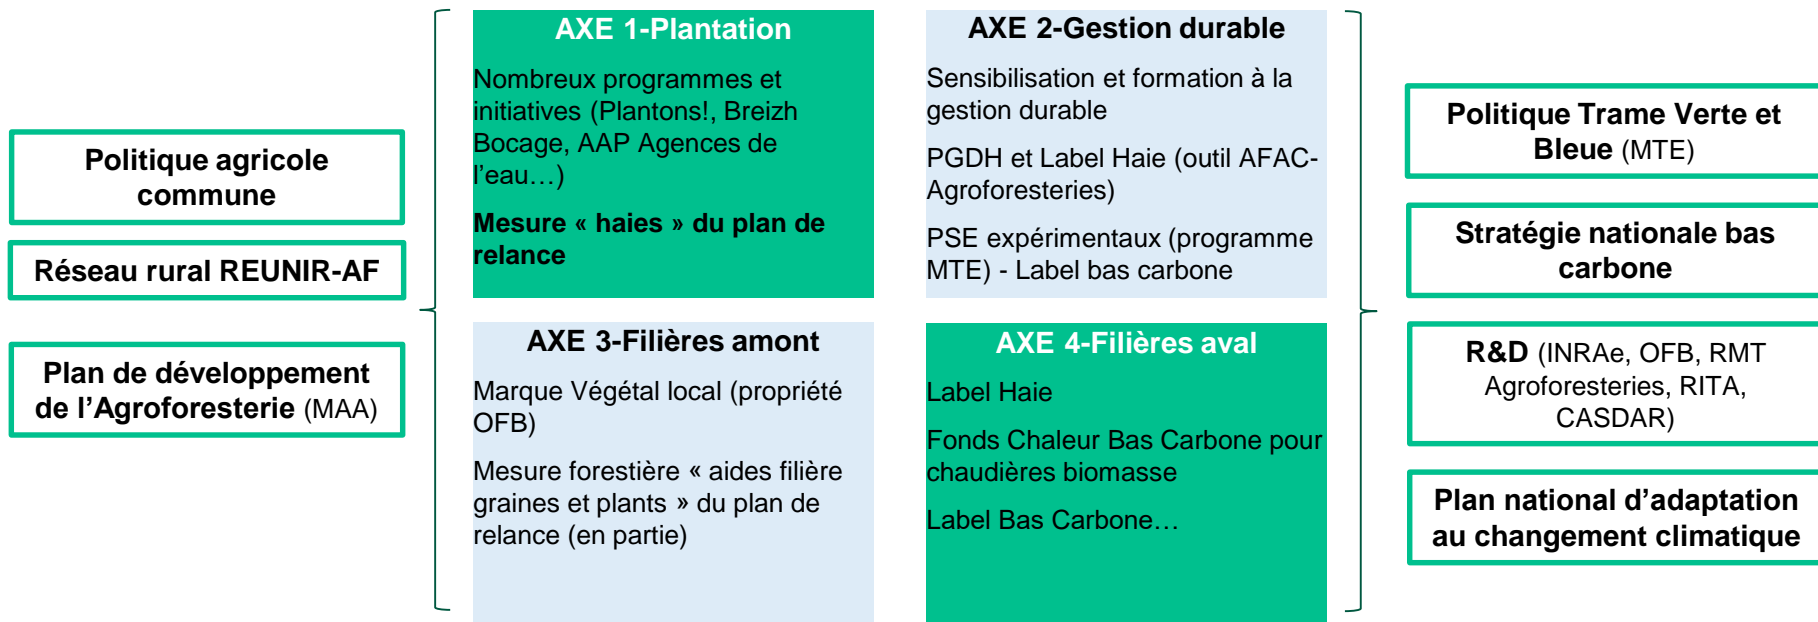 Politique agricole
commune
Réseau rural REUNIR-AF
Plan de développement
de l’Agroforesterie (MAA)
AXE 1-Plantation
Nombreux programmes et
initiatives (Plantons!, Breizh
Bocage, AAP Agences de
l’eau…)
Mesure « haies » du plan de
relance
AXE 2-Gestion durable
Sensibilisation et formation à la
gestion durable
PGDH et Label Haie (outil AFAC-
Agroforesteries)
PSE expérimentaux (programme
MTE) - Label bas carbone
AXE 3-Filières amont
Marque Végétal local (propriété
OFB)
Mesure forestière « aides filière
graines et plants » du plan de
relance (en partie)
AXE 4-Filières aval
Label Haie
Fonds Chaleur Bas Carbone pour
chaudières biomasse
Label Bas Carbone…
Politique Trame Verte et
Bleue (MTE)
Stratégie nationale bas
carbone
R&D (INRAe, OFB, RMT
Agroforesteries, RITA,
CASDAR)
Plan national d’adaptation
au changement climatique